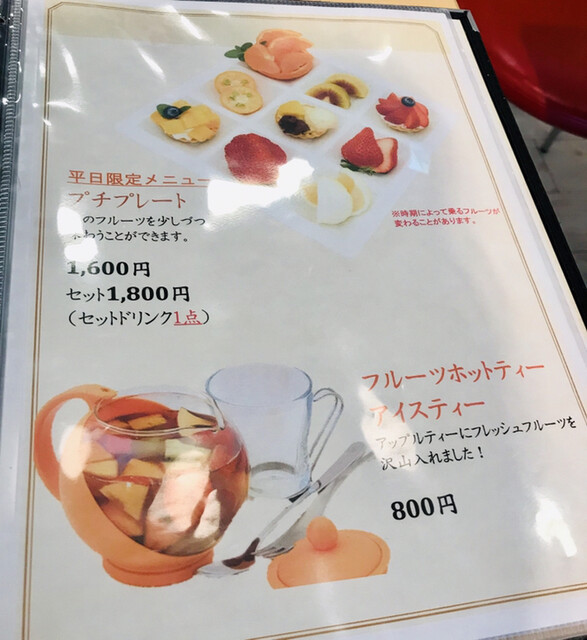 平日限定メニュー
プチプレート
のフルーツを少しづつ
わうことができます。
※時期によって乗るフルーツが
変わることがあります。
1,600円
セット1,800円
(セットドリンク1点)
フルーツホットティー
アイスティー
アップルティーにフレッシュフルーツを
沢山入れました！
800円